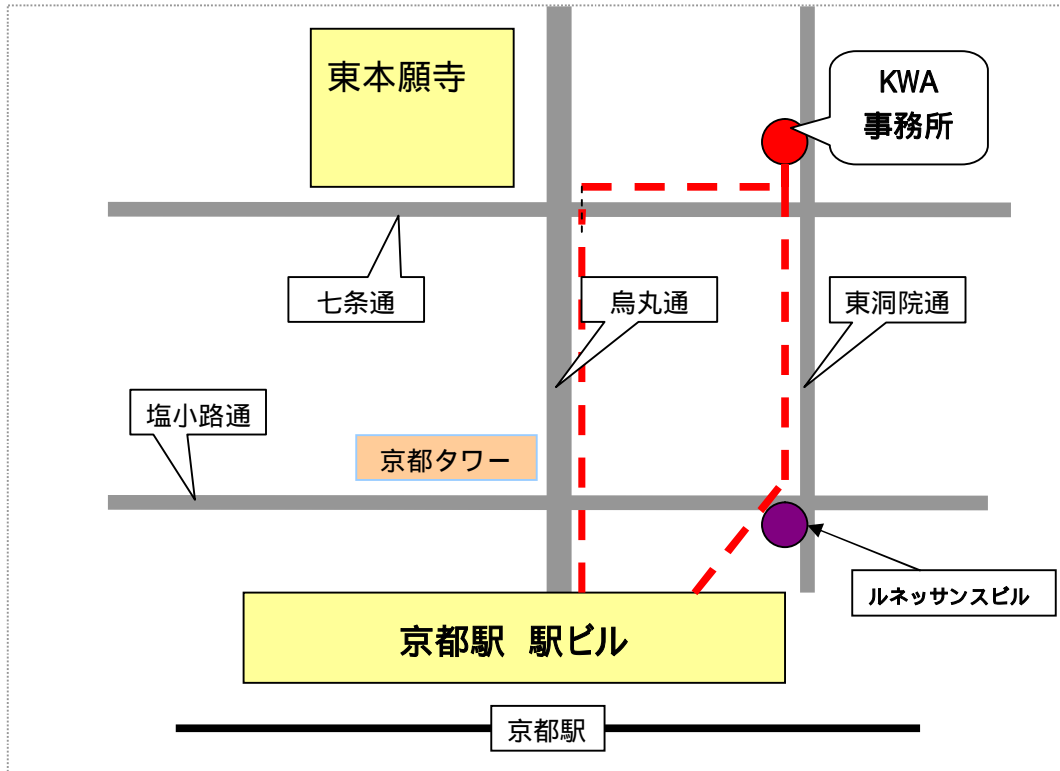 東本願寺
KWA
事務所
七条通
烏丸通
東洞院通
塩小路通
京都タワー
ルネッサンスビル
京都駅 駅ビル
京都駅